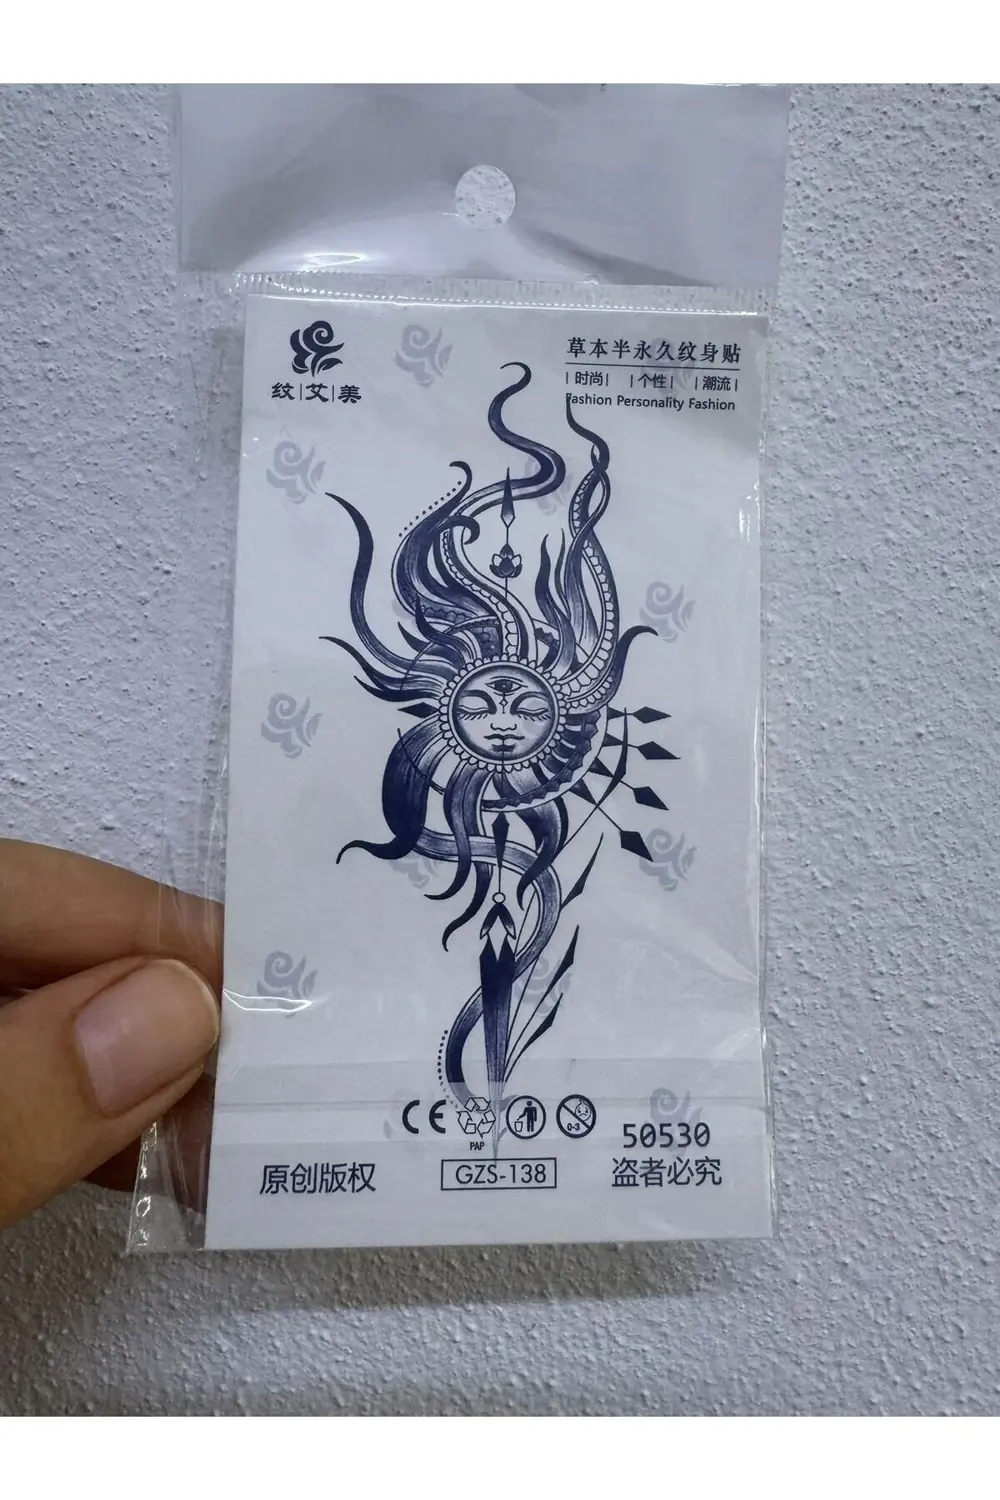 纹|艾|美
草本半永久纹身贴
|时尚| |个性| |潮流|
Fashion Personality Fashion
CE
PAP
0-3
50530
原创版权
GZS-138
盗者必究